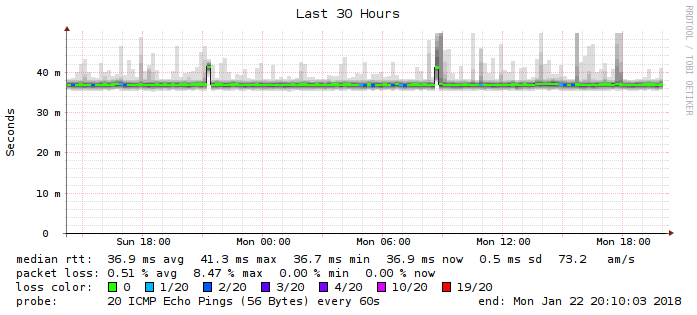 Last 30 Hours
RRDTOOL / TOBI OETIKER
Seconds
40 m
30 m
20 m
10 m
0
Sun 18:00 Mon 00:00 Mon 06:00 Mon 12:00 Mon 18:00
median rtt: 36.9 ms avg 41.3 ms max 36.7 ms min 36.9 ms now 0.5 ms sd 73.2 am/s
packet loss: 0.51 % avg 8.47 % max 0.00 % min 0.00 % now
loss color: 0 1/20 2/20 3/20 4/20 10/20 19/20
probe: 20 ICMP Echo Pings (56 Bytes) every 60s end: Mon Jan 22 20:10:03 2018